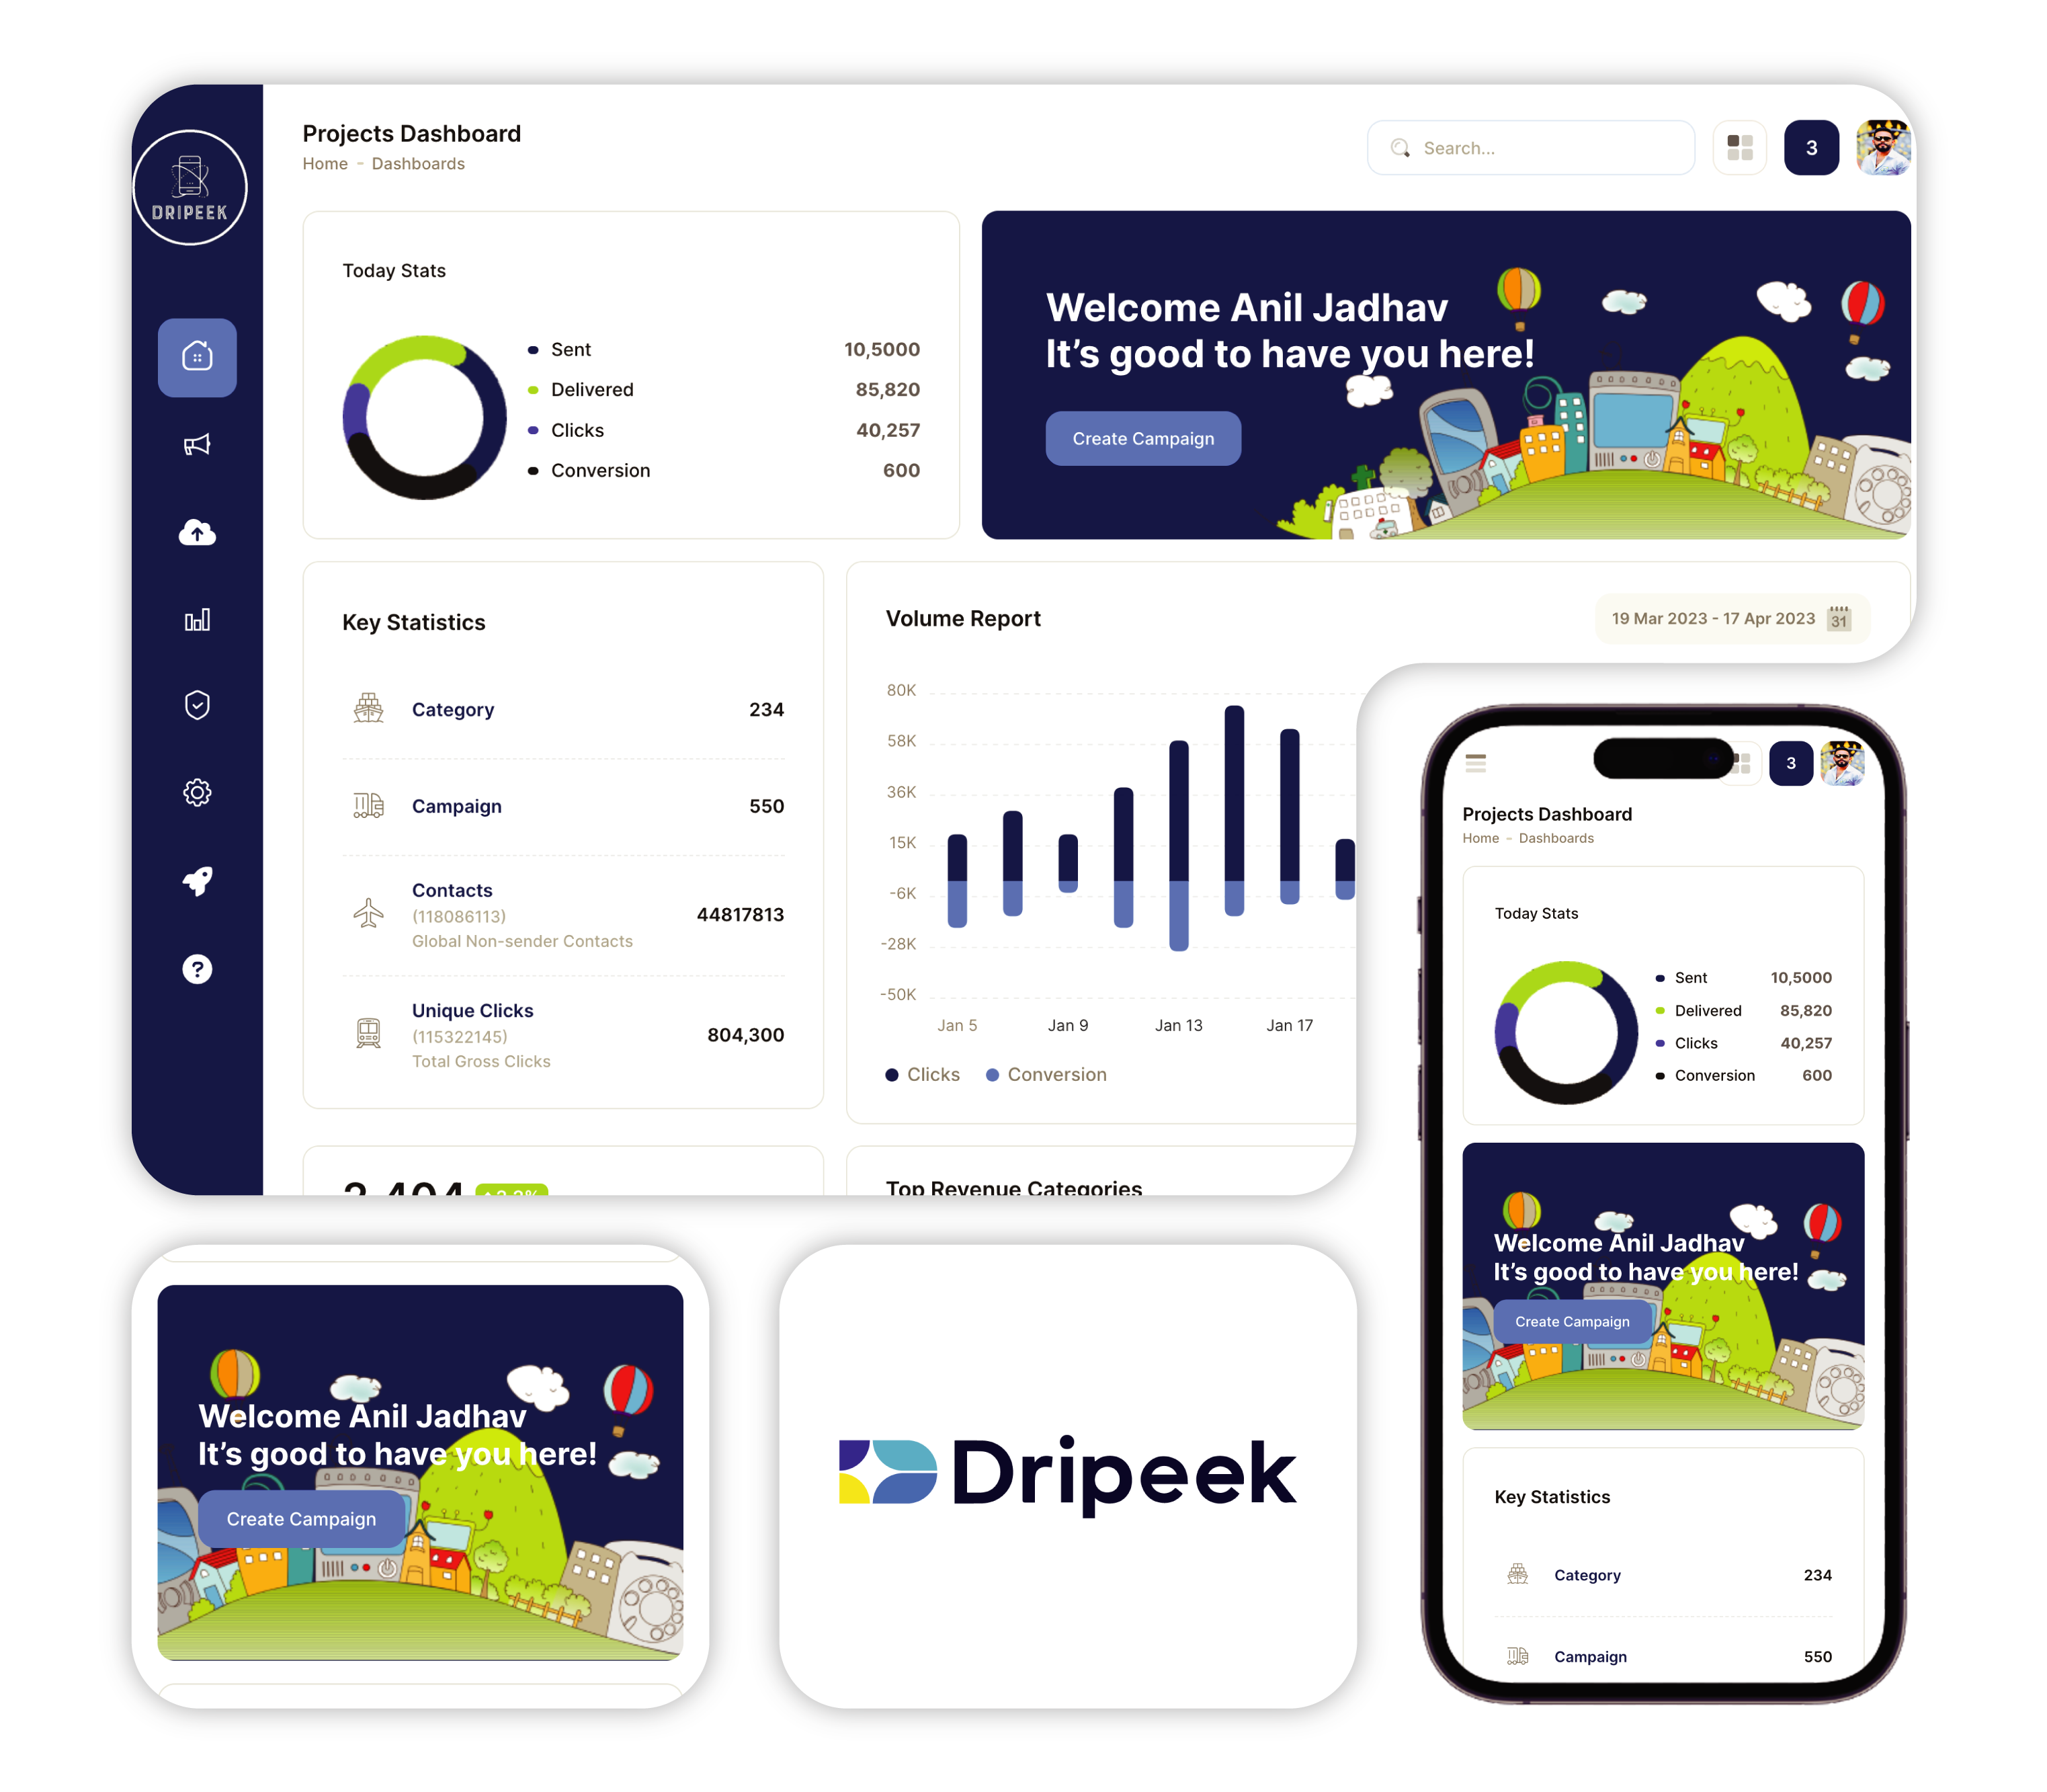 DRIPEEK
Projects Dashboard
Home - Dashboards
Search...
3
Today Stats
Sent 10,5000
Delivered 85,820
Clicks 40,257
Conversion 600
Welcome Anil Jadhav
It's good to have you here!
Create Campaign
Key Statistics
Category 234
Campaign 550
Contacts
(118086113)
Global Non-sender Contacts
44817813
Unique Clicks
(115322145)
Total Gross Clicks
804,300
Volume Report
19 Mar 2023 - 17 Apr 2023
31
80K
58K
36K
15K
-6K
-28K
-50K
Jan 5 Jan 9 Jan 13 Jan 17
Clicks Conversion
Top Revenue Categories
3
Projects Dashboard
Home - Dashboards
Today Stats
Sent 10,5000
Delivered 85,820
Clicks 40,257
Conversion 600
Welcome Anil Jadhav
It's good to have you here!
Create Campaign
Key Statistics
Category 234
Campaign 550
Welcome Anil Jadhav
It's good to have you here!
Create Campaign
Dripeek